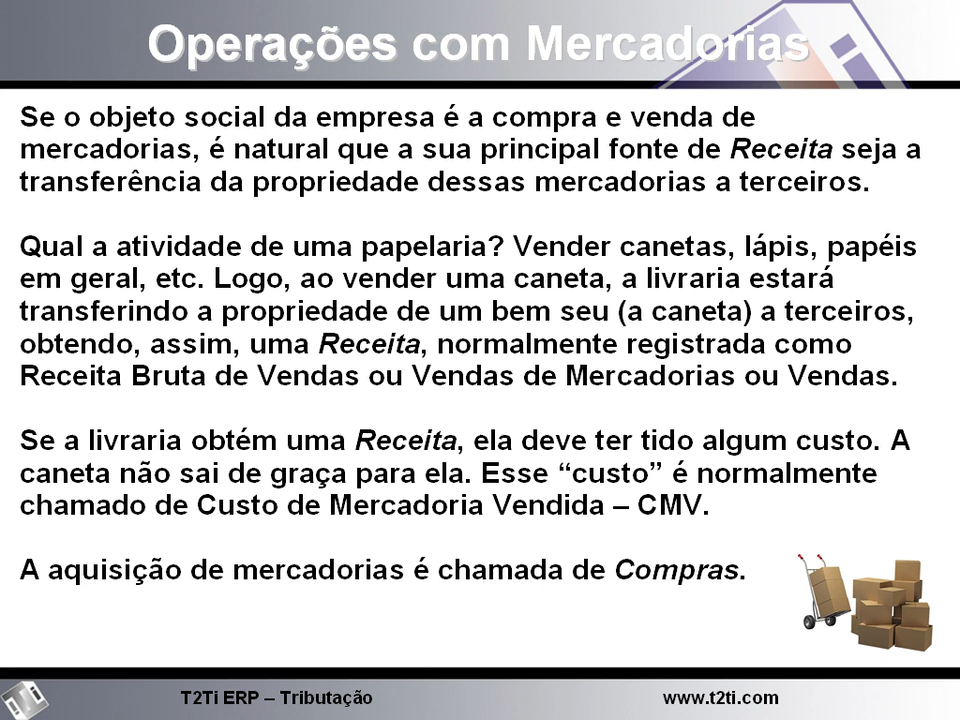 Operações com Mercadorias
Se o objeto social da empresa é a compra e venda de
mercadorias, é natural que a sua principal fonte de Receita seja a
transferência da propriedade dessas mercadorias a terceiros.
Qual a atividade de uma papelaria? Vender canetas, lápis, papéis
em geral, etc. Logo, ao vender uma caneta, a livraria estará
transferindo a propriedade de um bem seu (a caneta) a terceiros,
obtendo, assim, uma Receita, normalmente registrada como
Receita Bruta de Vendas ou Vendas de Mercadorias ou Vendas.
Se a livraria obtém uma Receita, ela deve ter tido algum custo. A
caneta não sai de graça para ela. Esse “custo” é normalmente
chamado de Custo de Mercadoria Vendida – CMV.
A aquisição de mercadorias é chamada de Compras.
T2Ti ERP – Tributação www.t2ti.com